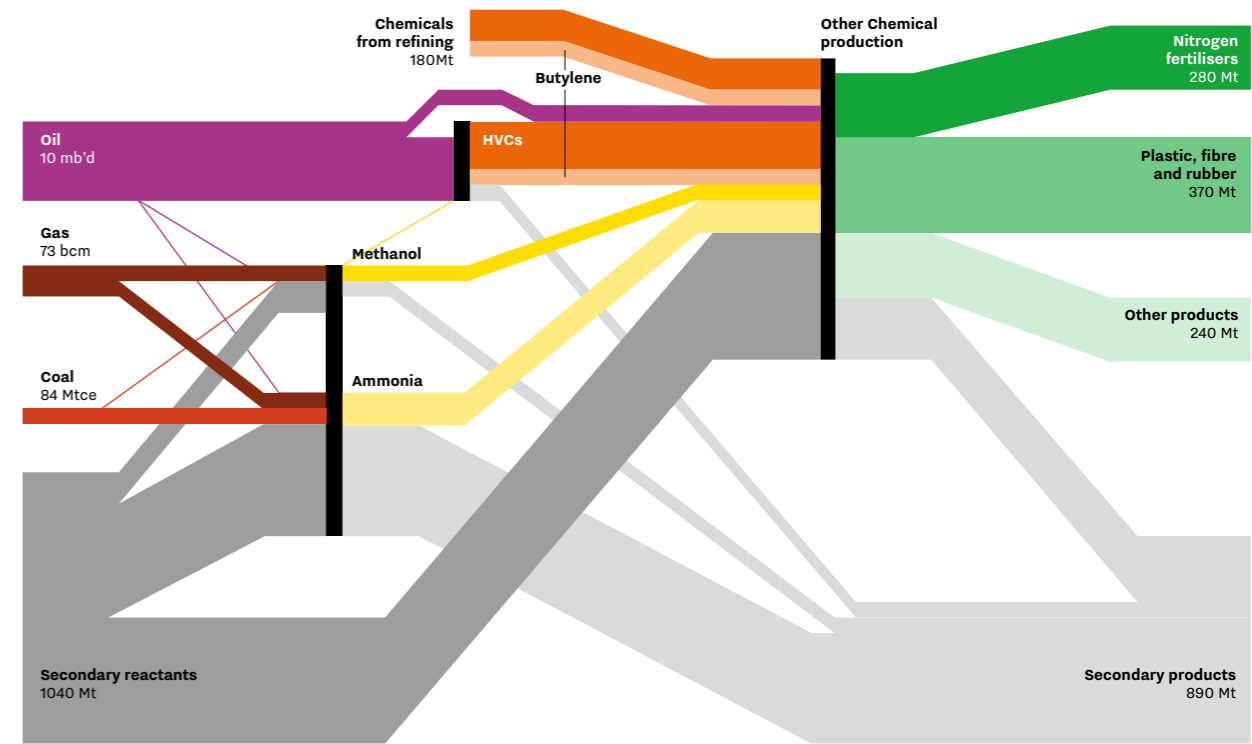 Chemicals
from refining
180Mt
Other Chemical
production
Nitrogen
fertilisers
280 Mt
Butylene
Oil
10 mb'd
HVCs
Plastic, fibre
and rubber
370 Mt
Gas
73 bcm
Methanol
Other products
240 Mt
Coal
84 Mtce
Ammonia
Secondary reactants
1040 Mt
Secondary products
890 Mt